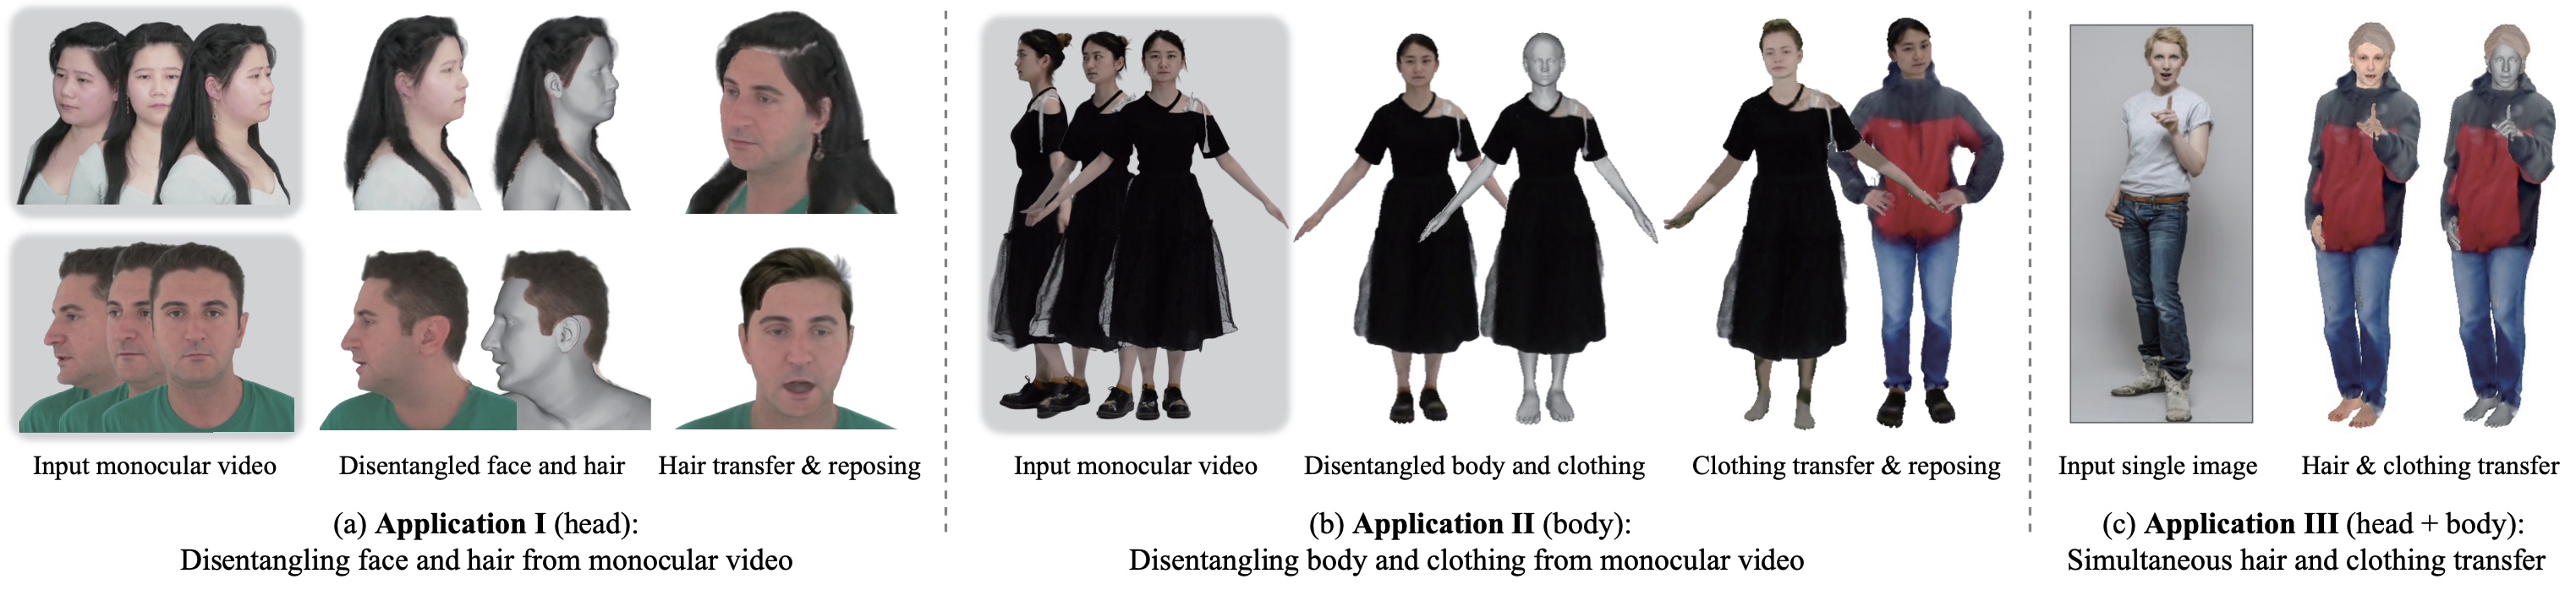 Input monocular video
Disentangled face and hair
Hair transfer & reposing
(a) Application I (head):
Disentangling face and hair from monocular video
Input monocular video
Disentangled body and clothing
Clothing transfer & reposing
(b) Application II (body):
Disentangling body and clothing from monocular video
Input single image
Hair & clothing transfer
(c) Application III (head + body):
Simultaneous hair and clothing transfer